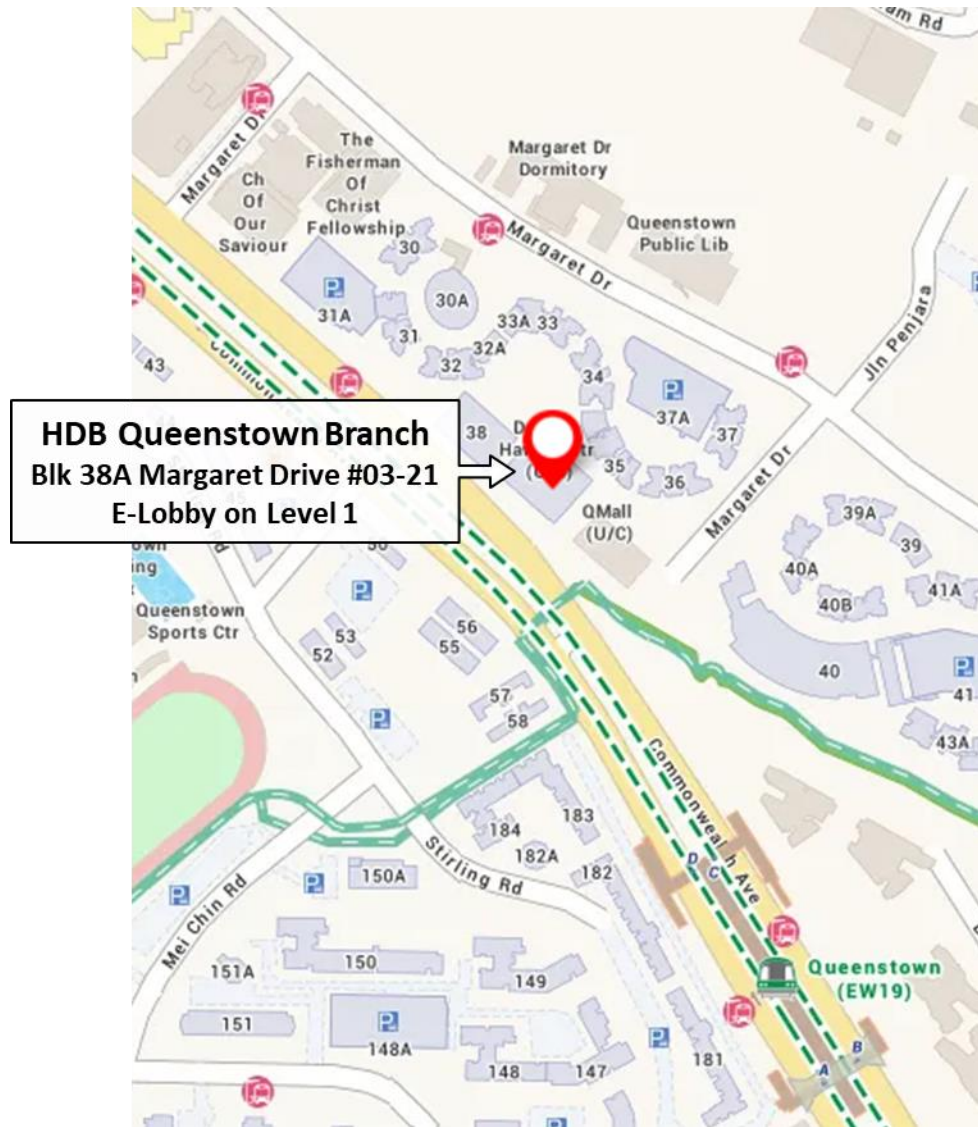 am Rd
Margaret Dr
The
Fisherman
Of
Christ
Fellowship
Ch
Of
Our
Saviour
Margaret Dr
Dormitory
Queenstown
Public Lib
Margaret Dr
30
30A
31A
31
32
32A
33A 33
34
37A
37
Jln Penjara
43
38
35
36
HDB Queenstown Branch
Blk 38A Margaret Drive #03-21
E-Lobby on Level 1
QMall
(U/C)
Margaret Dr
39A
39
40A
40B
41A
40
41
43A
Queenstown
Sports Ctr
50
53
52
56
55
57
58
Commonwealth Ave
184
183
182A
182
D
C
Stirling Rd
150A
Mei Chin Rd
151A
150
149
151
148A
148
147
181
Queenstown
(EW19)
A
B